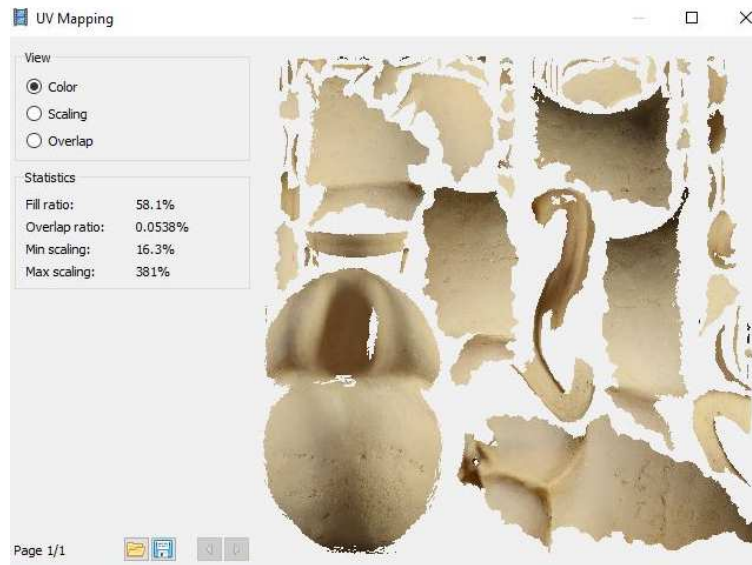 UV Mapping
View
Color
Scaling
Overlap
Statistics
Fill ratio: 58.1%
Overlap ratio: 0.0538%
Min scaling: 16.3%
Max scaling: 381%
Page 1/1